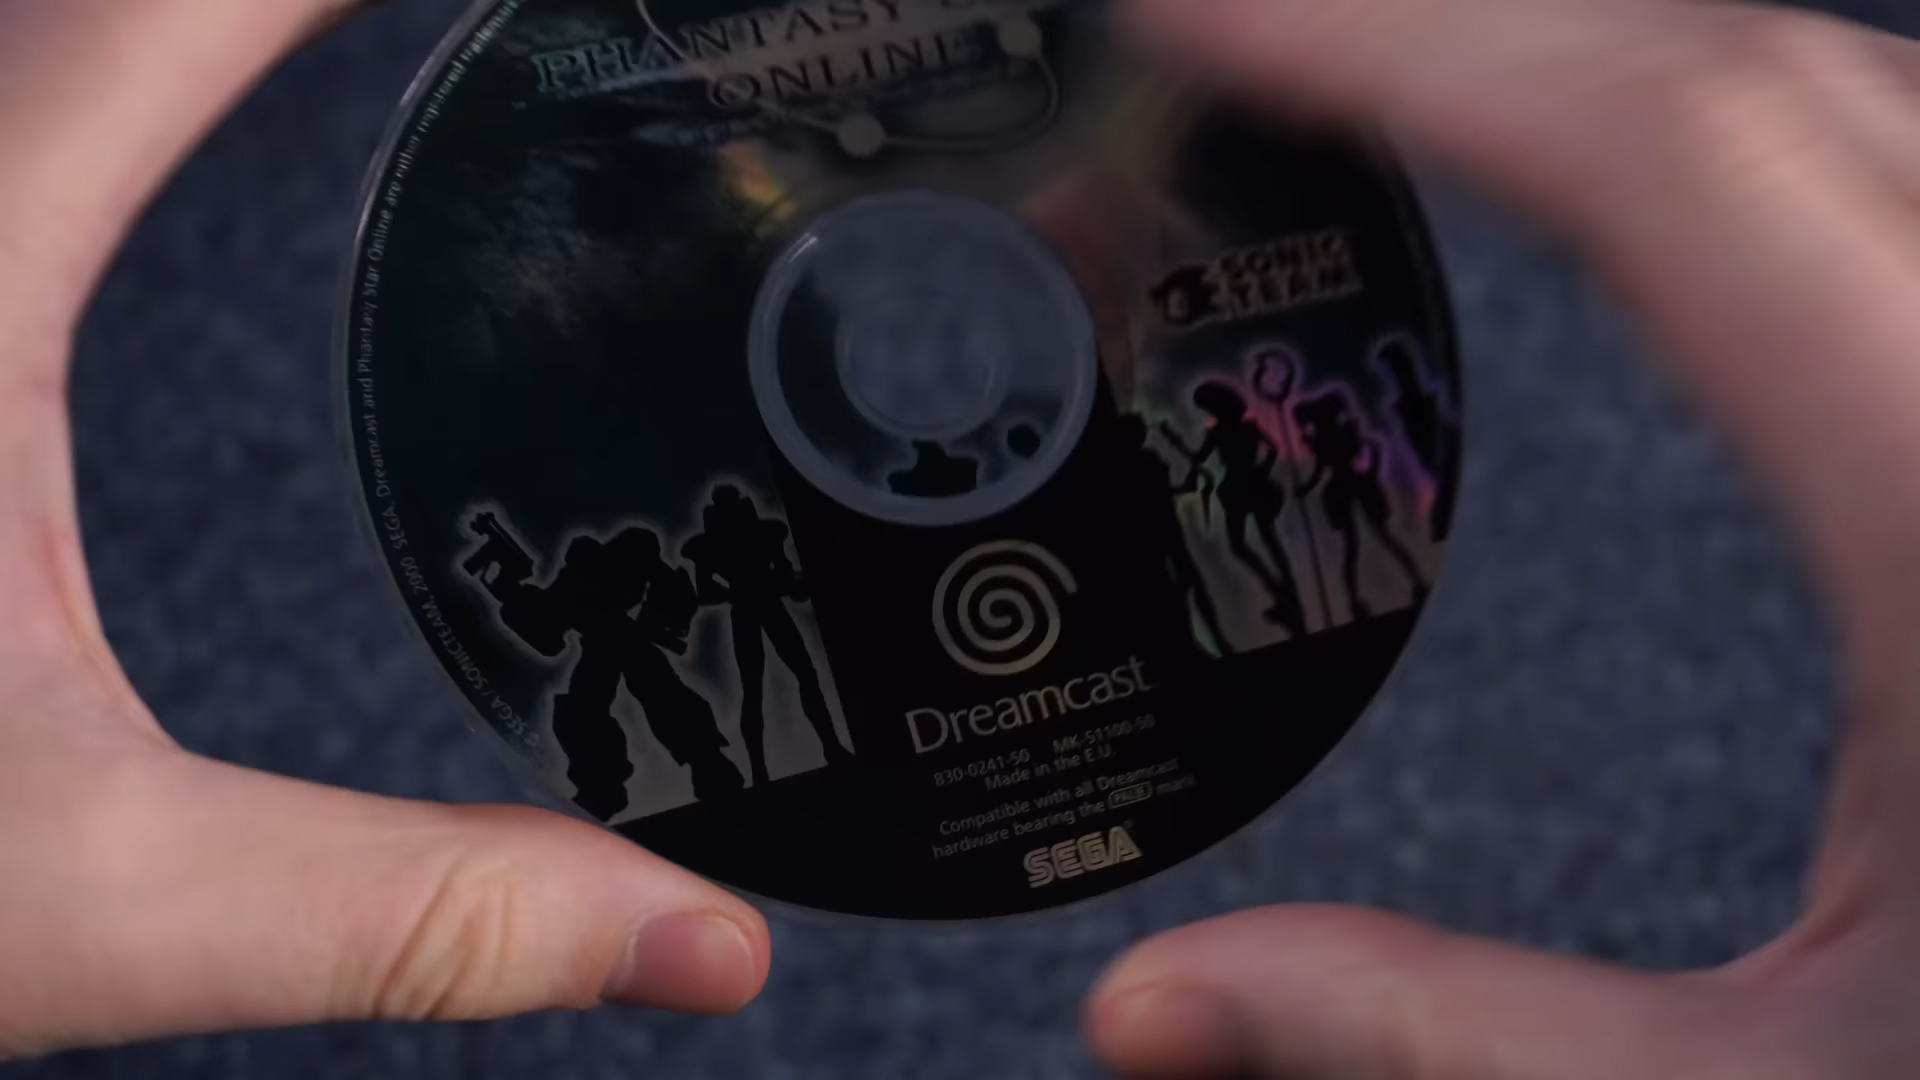 PHANTASY S
ONLINE
SONIC
TEAM
Dreamcast
830-0241-50 MK-51100-50
Made in the E.U.
Compatible with all Dreamcast
hardware bearing the PAL/E mark
SEGA
© SEGA / SONICTEAM, 2000 SEGA, Dreamcast and Phantasy Star Online are either registered trademarks